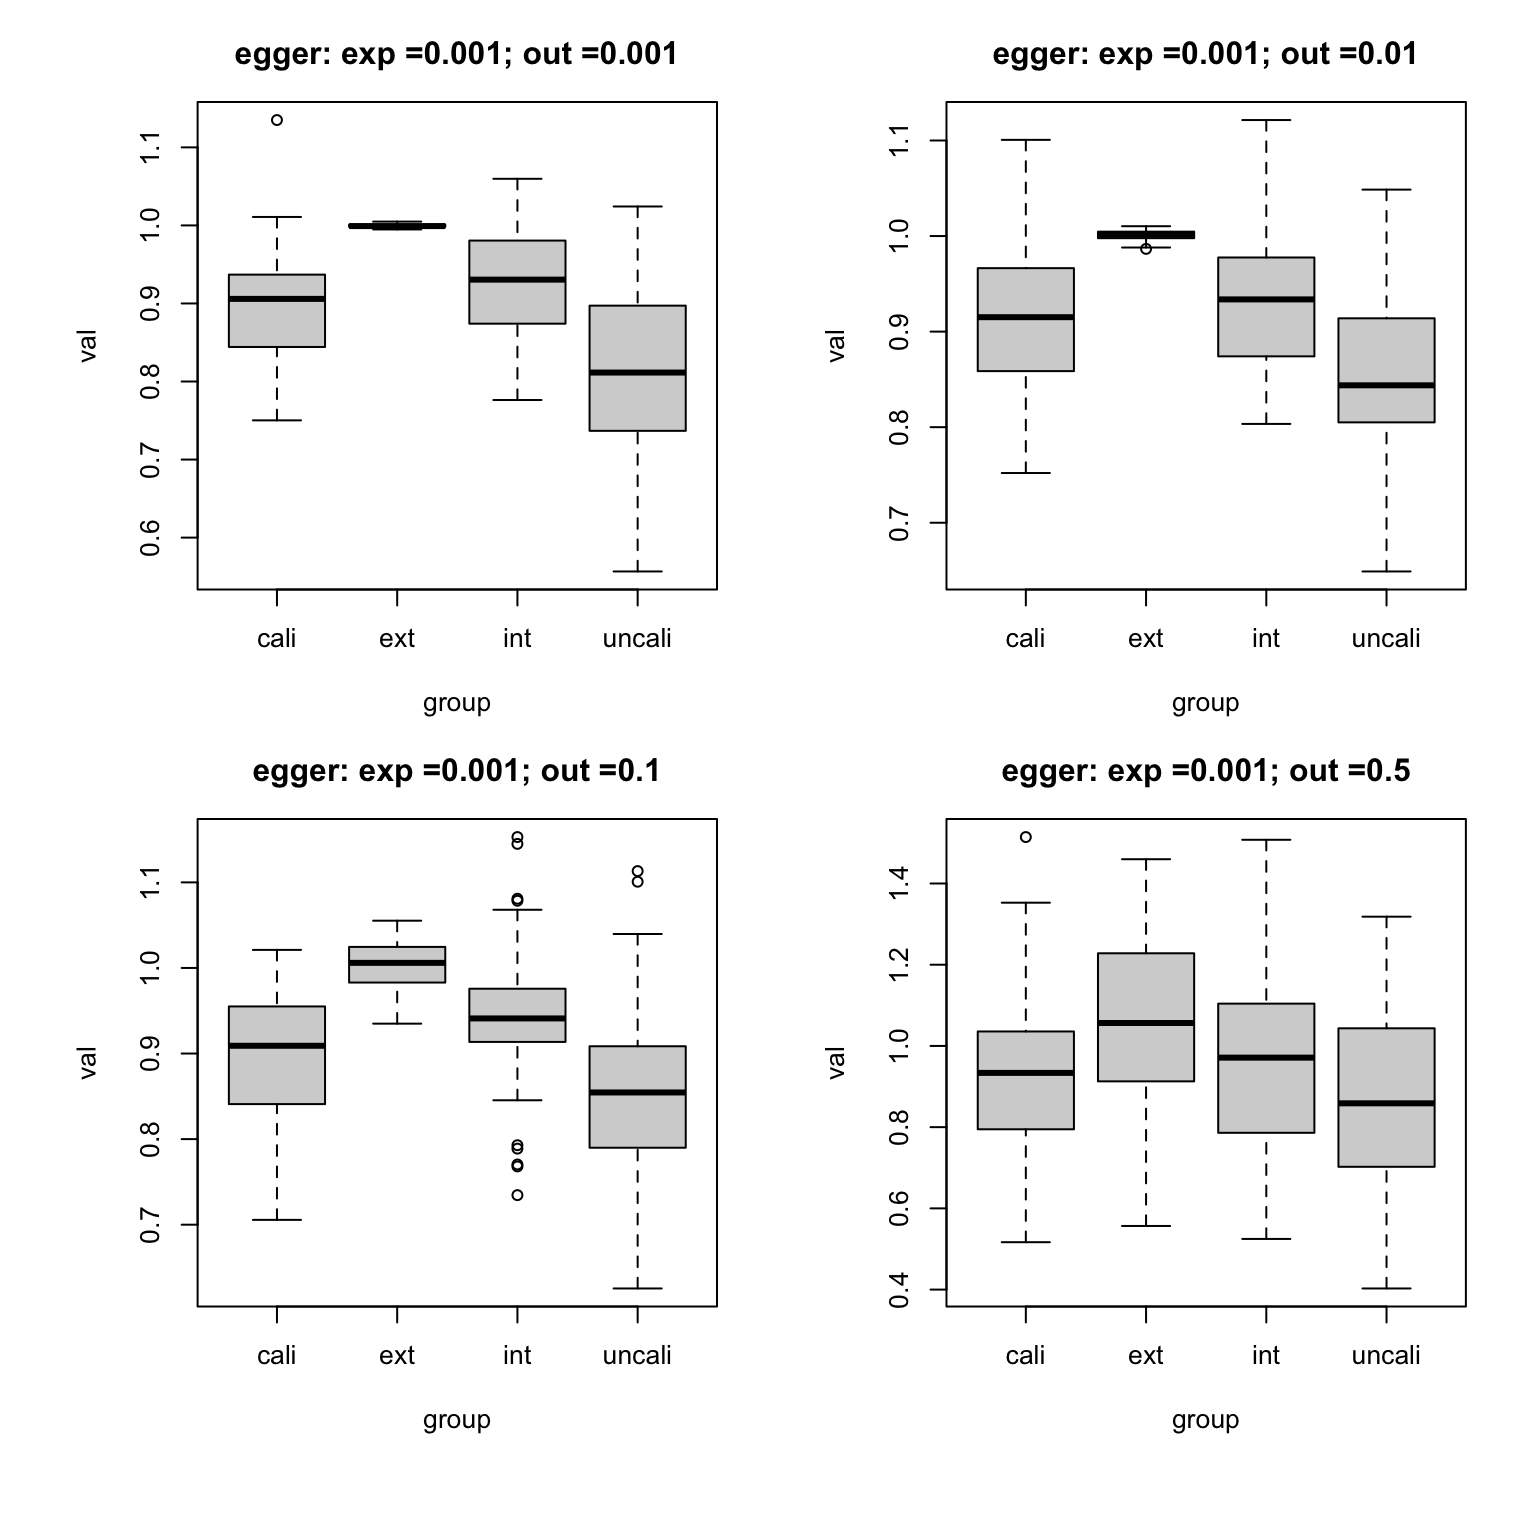 egger: exp =0.001; out =0.001
val
1.1
1.0
0.9
0.8
0.7
0.6
cali ext int uncali
group
egger: exp =0.001; out =0.01
val
1.1
1.0
0.9
0.8
0.7
cali ext int uncali
group
egger: exp =0.001; out =0.1
val
1.1
1.0
0.9
0.8
0.7
cali ext int uncali
group
egger: exp =0.001; out =0.5
val
1.4
1.2
1.0
0.8
0.6
0.4
cali ext int uncali
group